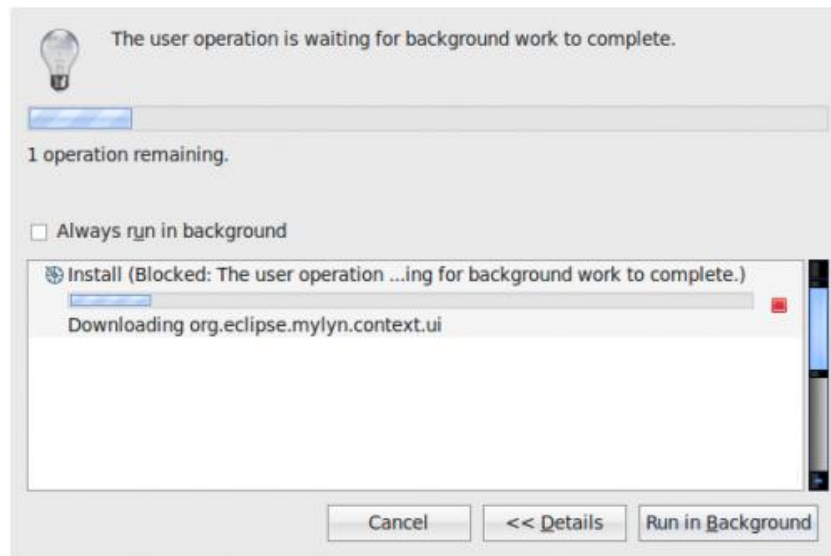 The user operation is waiting for background work to complete.
1 operation remaining.
Always run in background
Install (Blocked: The user operation ...ing for background work to complete.)
Downloading org.eclipse.mylyn.context.ui
Cancel
<< Details
Run in Background